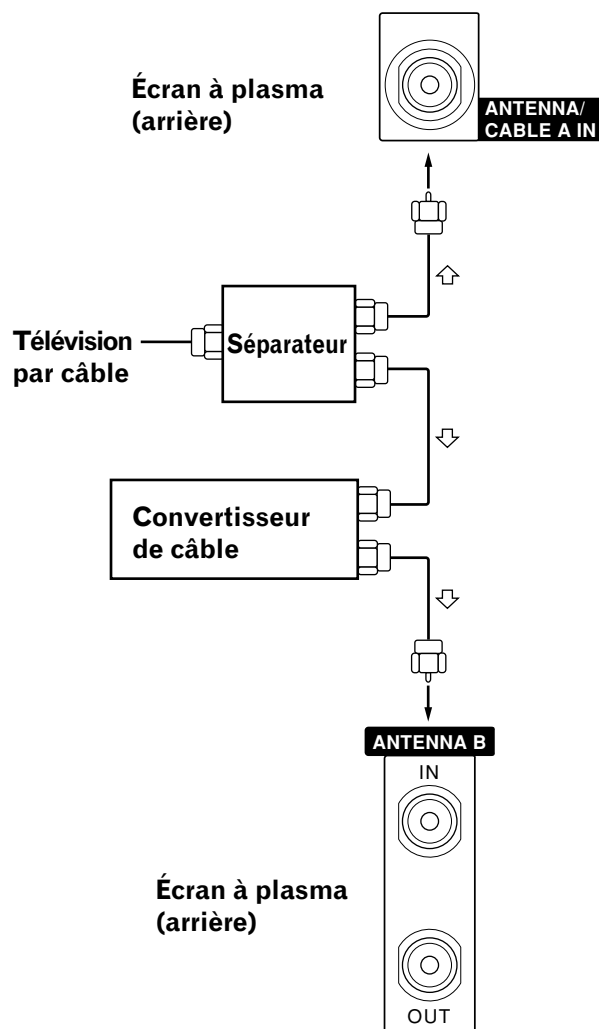 Écran à plasma
(arrière)
ANTENNA/
CABLE A IN
Télévision
par câble
Séparateur
Convertisseur
de câble
ANTENNA B
IN
Écran à plasma
(arrière)
OUT